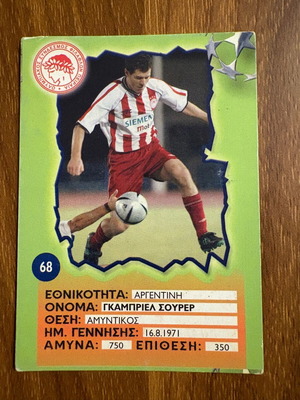 SIEMENS
mobile
68
ΕΘΝΙΚΟΤΗΤΑ: ΑΡΓΕΝΤΙΝΗ
ΟΝΟΜΑ: ΓΚΑΜΠΡΙΕΛ ΣΟΥΡΕΡ
ΘΕΣΗ: ΑΜΥΝΤΙΚΟΣ
ΗΜ. ΓΕΝΝΗΣΗΣ: 16.8.1971
ΑΜΥΝΑ: 750 ΕΠΙΘΕΣΗ: 350